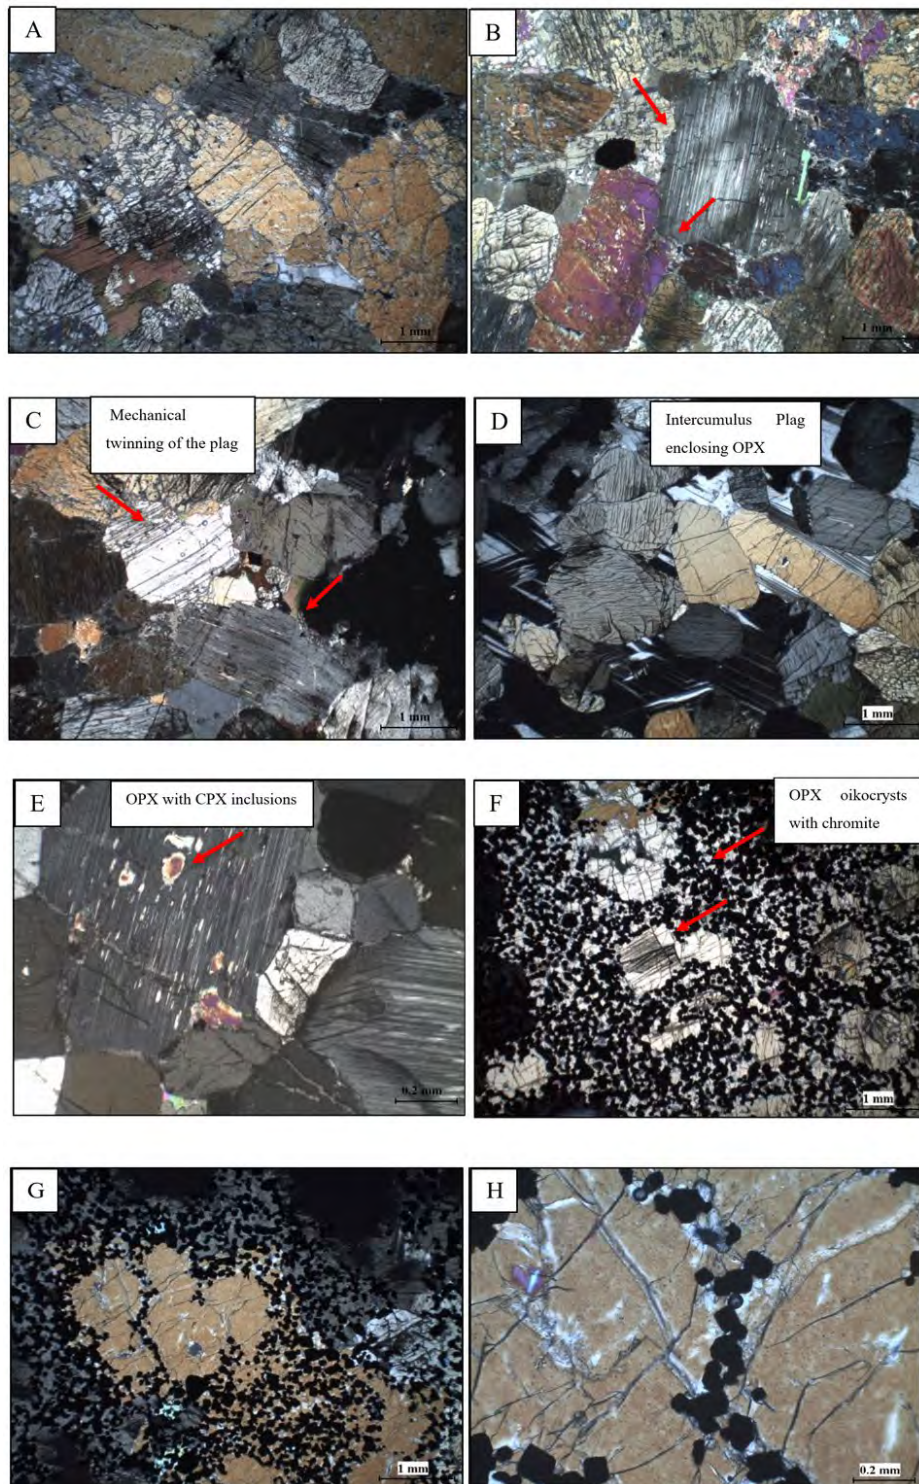 A
B
1 mm
1 mm
C
Mechanical
twinning of the plag
D
Intercumulus Plag
enclosing OPX
1 mm
1 mm
E
OPX with CPX inclusions
F
OPX oikocrysts
with chromite
0.2 mm
1 mm
G
H
1 mm
0.2 mm